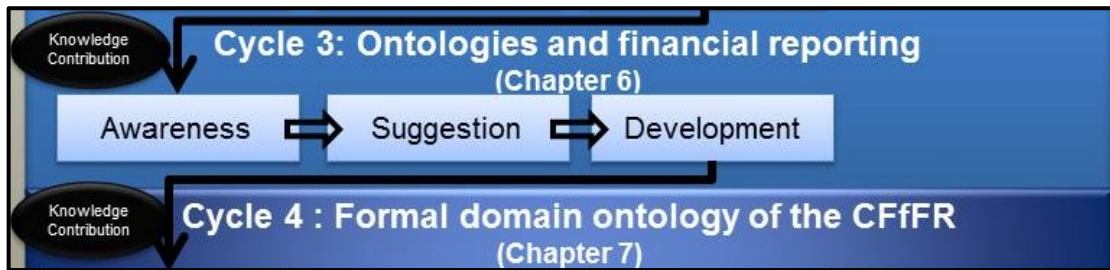 Knowledge
Contribution
Cycle 3: Ontologies and financial reporting
(Chapter 6)
Awareness
Suggestion
Development
Knowledge
Contribution
Cycle 4 : Formal domain ontology of the CFfFR
(Chapter 7)